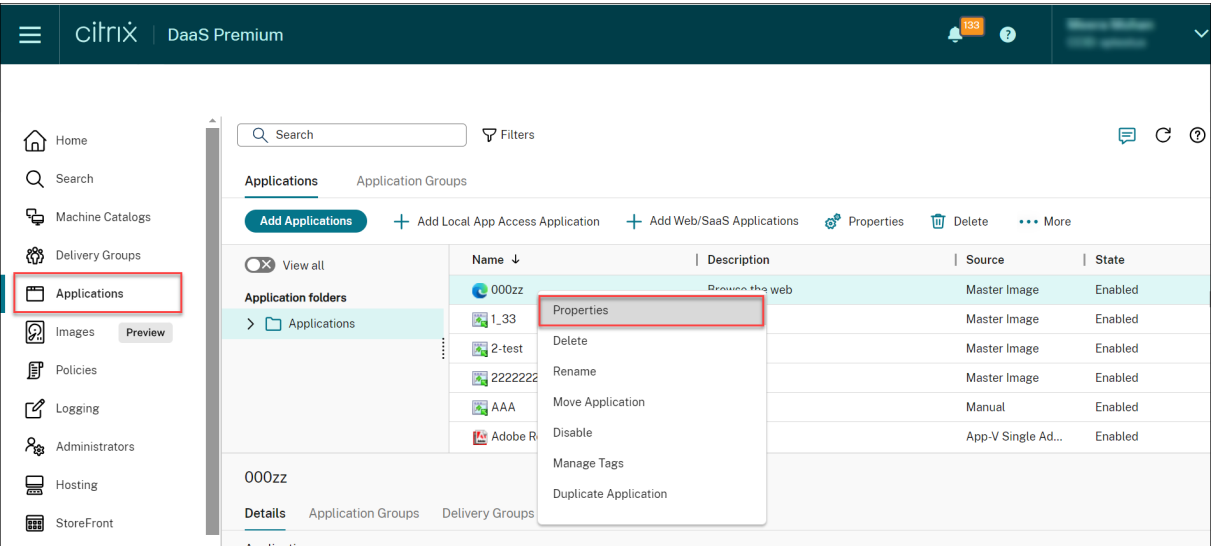 citrix DaaS Premium 133 ?
Home
Search
Machine Catalogs
Delivery Groups
Applications
Images Preview
Policies
Logging
Administrators
Hosting
StoreFront
Search Filters
Applications Application Groups
Add Applications Add Local App Access Application Add Web/SaaS Applications Properties Delete More
View all
Application folders
Applications
Name Description Source State
000zz Browse the web Master Image Enabled
1_33 Master Image Enabled
2-test Master Image Enabled
2222222 Master Image Enabled
AAA Manual Enabled
Adobe R App-V Single Ad... Enabled
Properties
Delete
Rename
Move Application
Disable
Manage Tags
Duplicate Application
000zz
Details Application Groups Delivery Groups